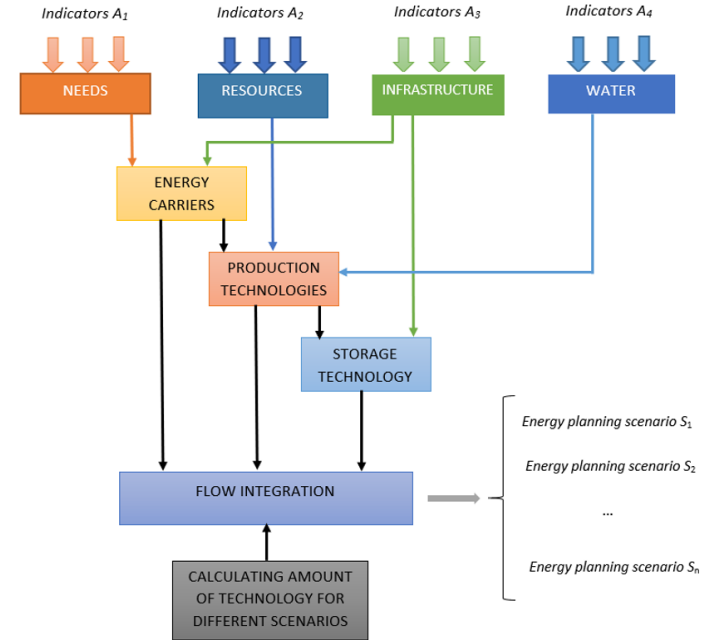 Indicators A1 Indicators A2 Indicators A3 Indicators A4
NEEDS RESOURCES INFRASTRUCTURE WATER
ENERGY
CARRIERS
PRODUCTION
TECHNOLOGIES
STORAGE
TECHNOLOGY
Energy planning scenario S1
Energy planning scenario S2
...
Energy planning scenario Sn
FLOW INTEGRATION
CALCULATING AMOUNT
OF TECHNOLOGY FOR
DIFFERENT SCENARIOS